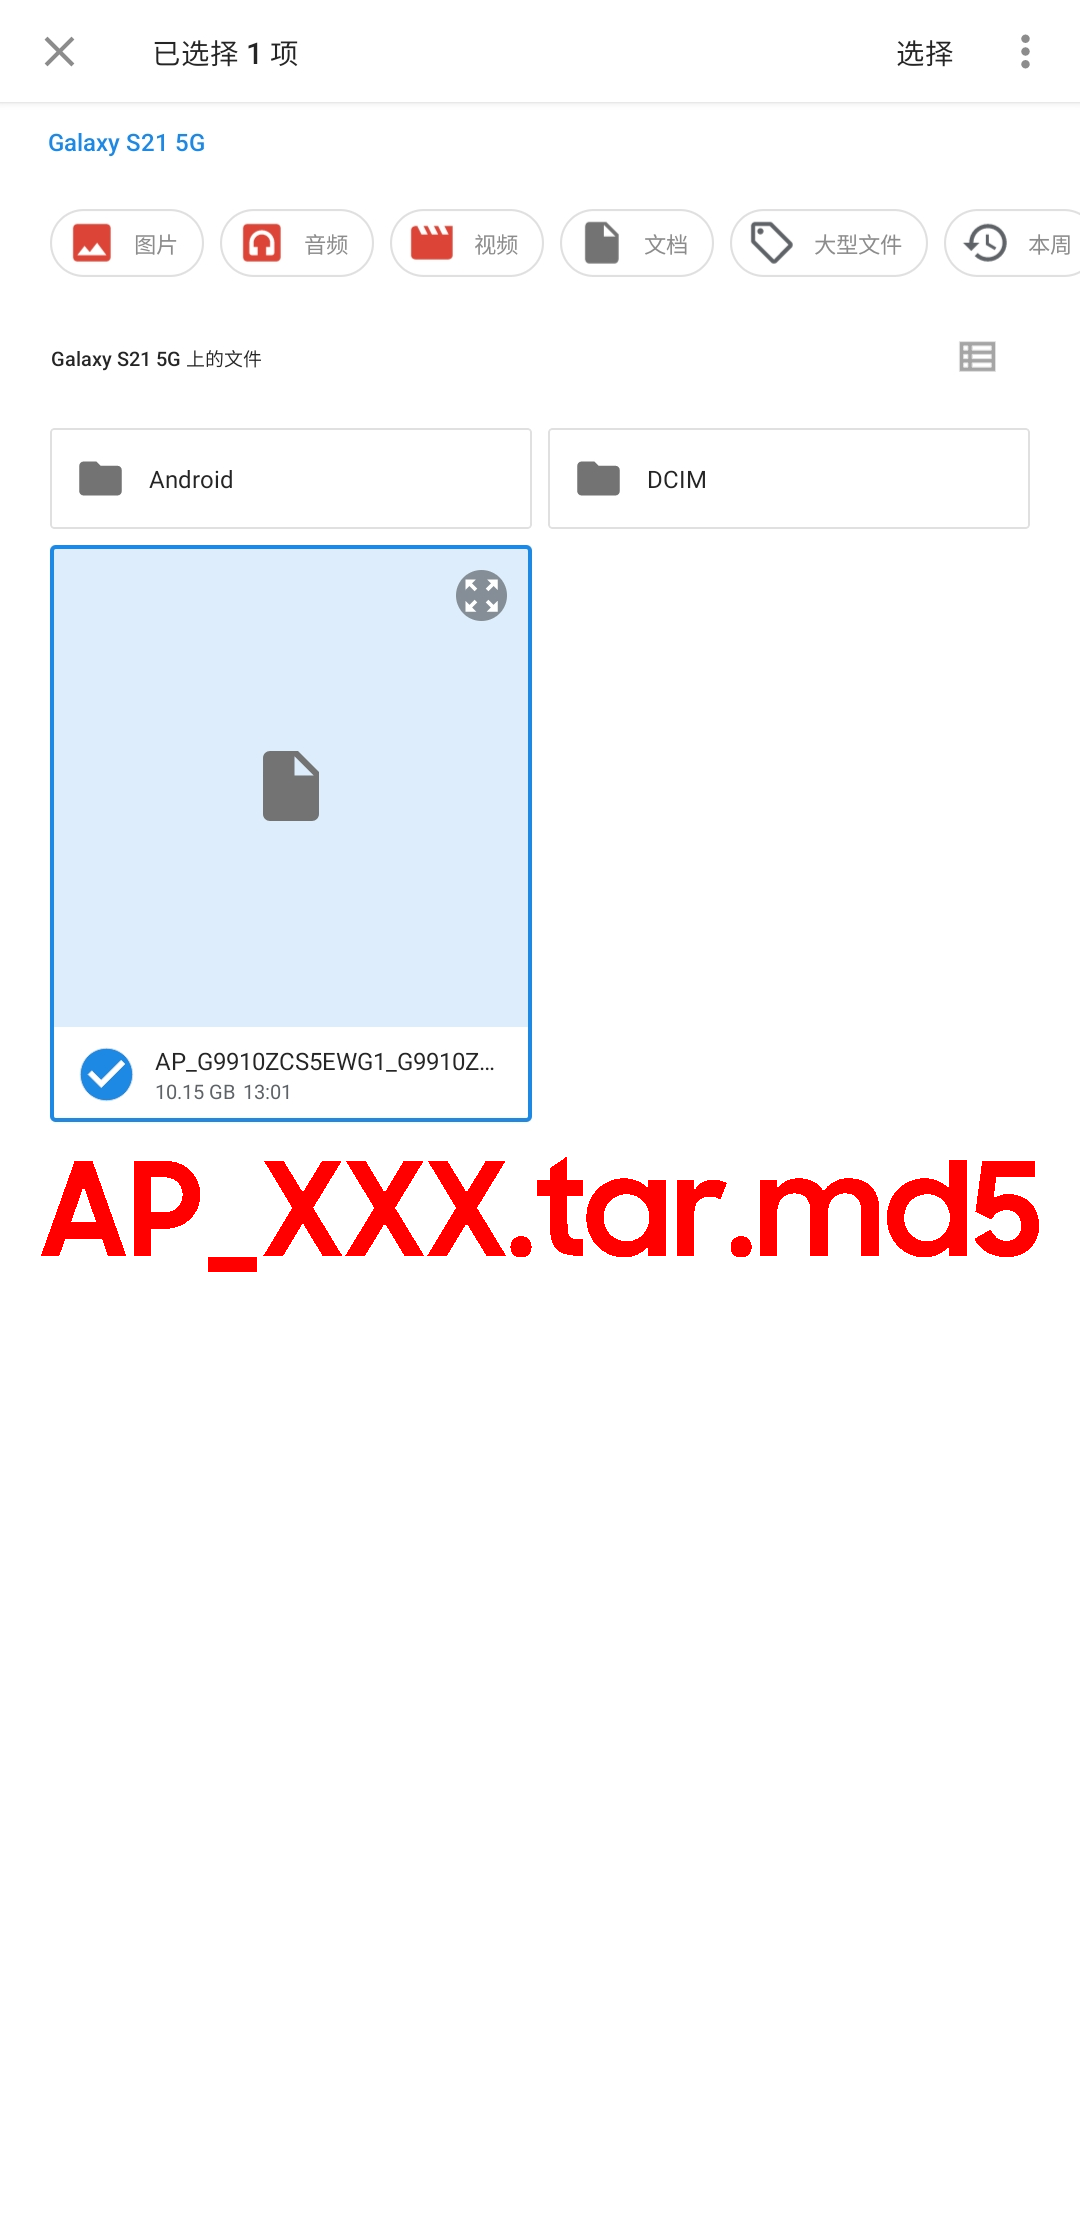 已选择 1 项
选择
Galaxy S21 5G
图片
音频
视频
文档
大型文件
本周
Galaxy S21 5G 上的文件
Android
DCIM
AP_G9910ZCS5EWG1_G9910Z...
10.15 GB 13:01
AP_XXX.tar.md5